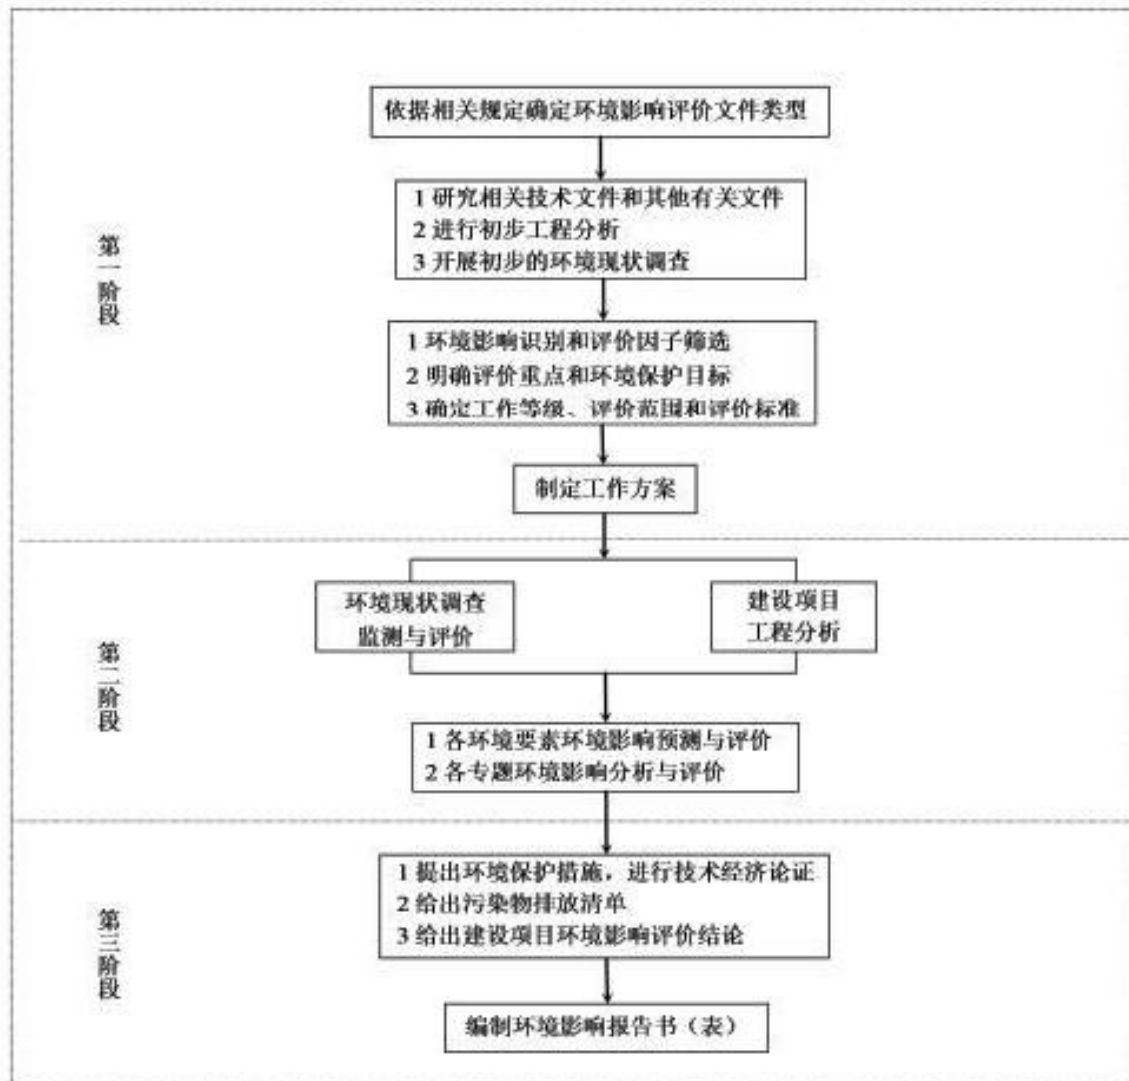 依据相关规定确定环境影响评价文件类型
第一阶段
1 研究相关技术文件和其他有关文件
2 进行初步工程分析
3 开展初步的环境现状调查
1 环境影响识别和评价因子筛选
2 明确评价重点和环境保护目标
3 确定工作等级、评价范围和评价标准
制定工作方案
第二阶段
环境现状调查
监测与评价
建设项目
工程分析
1 各环境要素环境影响预测与评价
2 各专题环境影响分析与评价
第三阶段
1 提出环境保护措施，进行技术经济论证
2 给出污染物排放清单
3 给出建设项目环境影响评价结论
编制环境影响报告书（表）